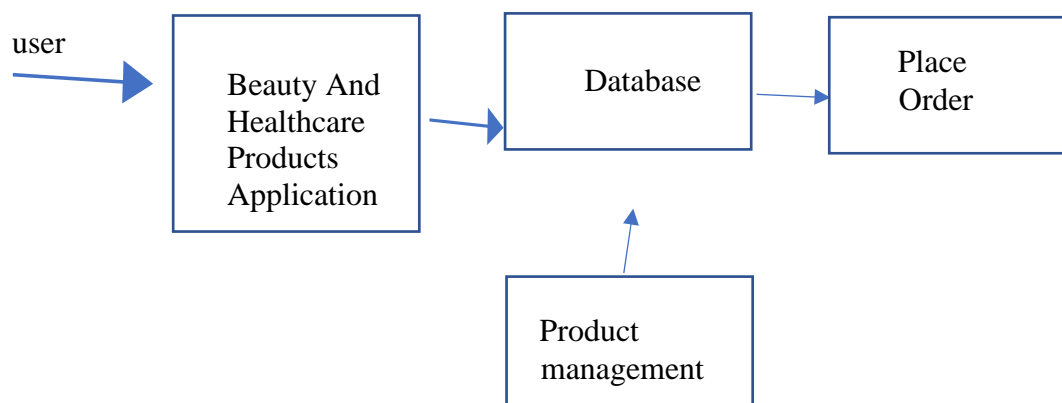 user
Beauty And
Healthcare
Products
Application
Database
Place
Order
Product
management